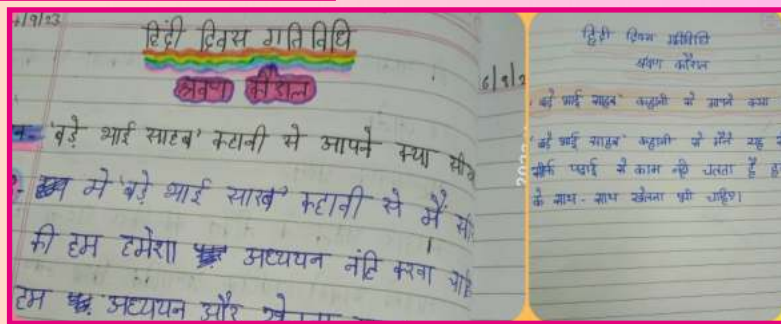 /9/23
हिंदी दिवस गतिविधि
श्रवण कौशल
'बड़े भाई साहब' कहानी से आपने क्या
मे 'बड़े भाई साहब' कहानी से मैं
की हम हमेशा अध्ययन नंहि करना
हम अध्ययन और
6/9/2
हिंदी दिवस गतिविधि
श्रवण कौशल
'बड़े भाई साहब' कहानी से आपने क्या
'बड़े भाई साहब' कहानी से मैने यह
सीर्फ पढ़ाई से काम नही चलता है
के साथ - साथ खेलना भी चाहिए।